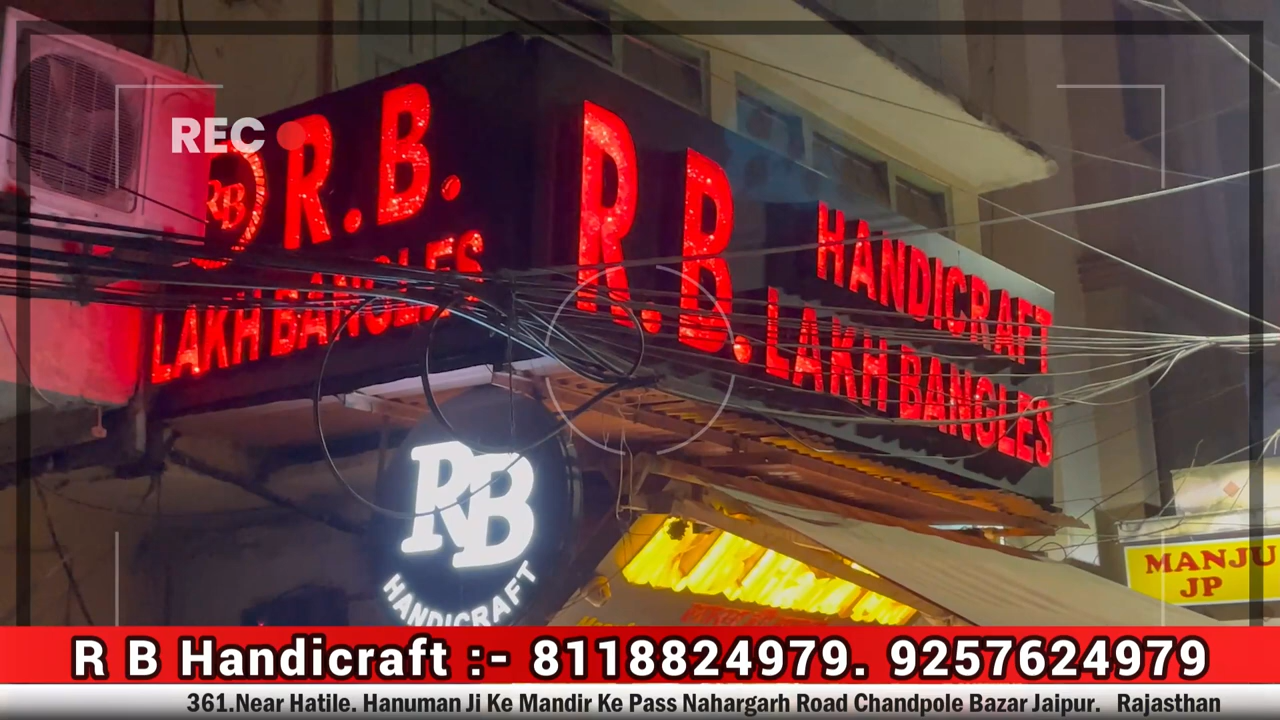 REC
RB
R.B.
LAKH BANGLES
R.B.
HANDICRAFT
LAKH BANGLES
RB
HANDICRAFT
MANJU
JP
R B Handicraft :- 8118824979. 9257624979
361.Near Hatile. Hanuman Ji Ke Mandir Ke Pass Nahargarh Road Chandpole Bazar Jaipur. Rajasthan